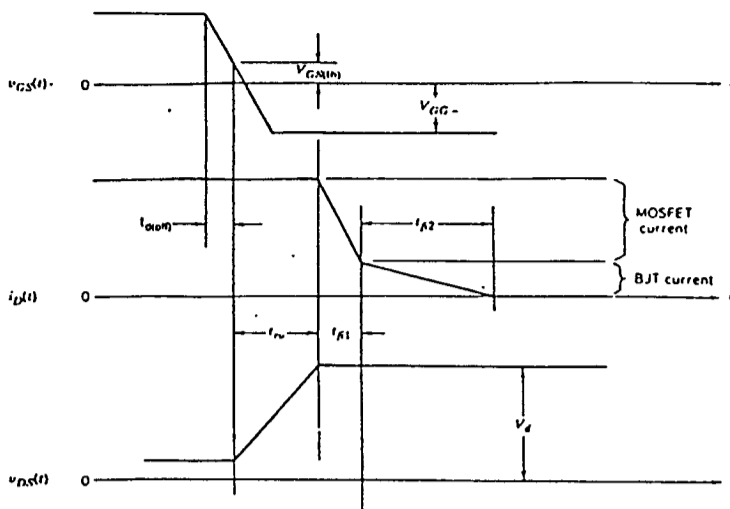 V_GS(th)
v_GS(t) 0
V_GG-
t_d(off)
t_fi2
MOSFET
current
BJT current
i_D(t) 0
t_rv
t_fi1
V_d
v_DS(t) 0